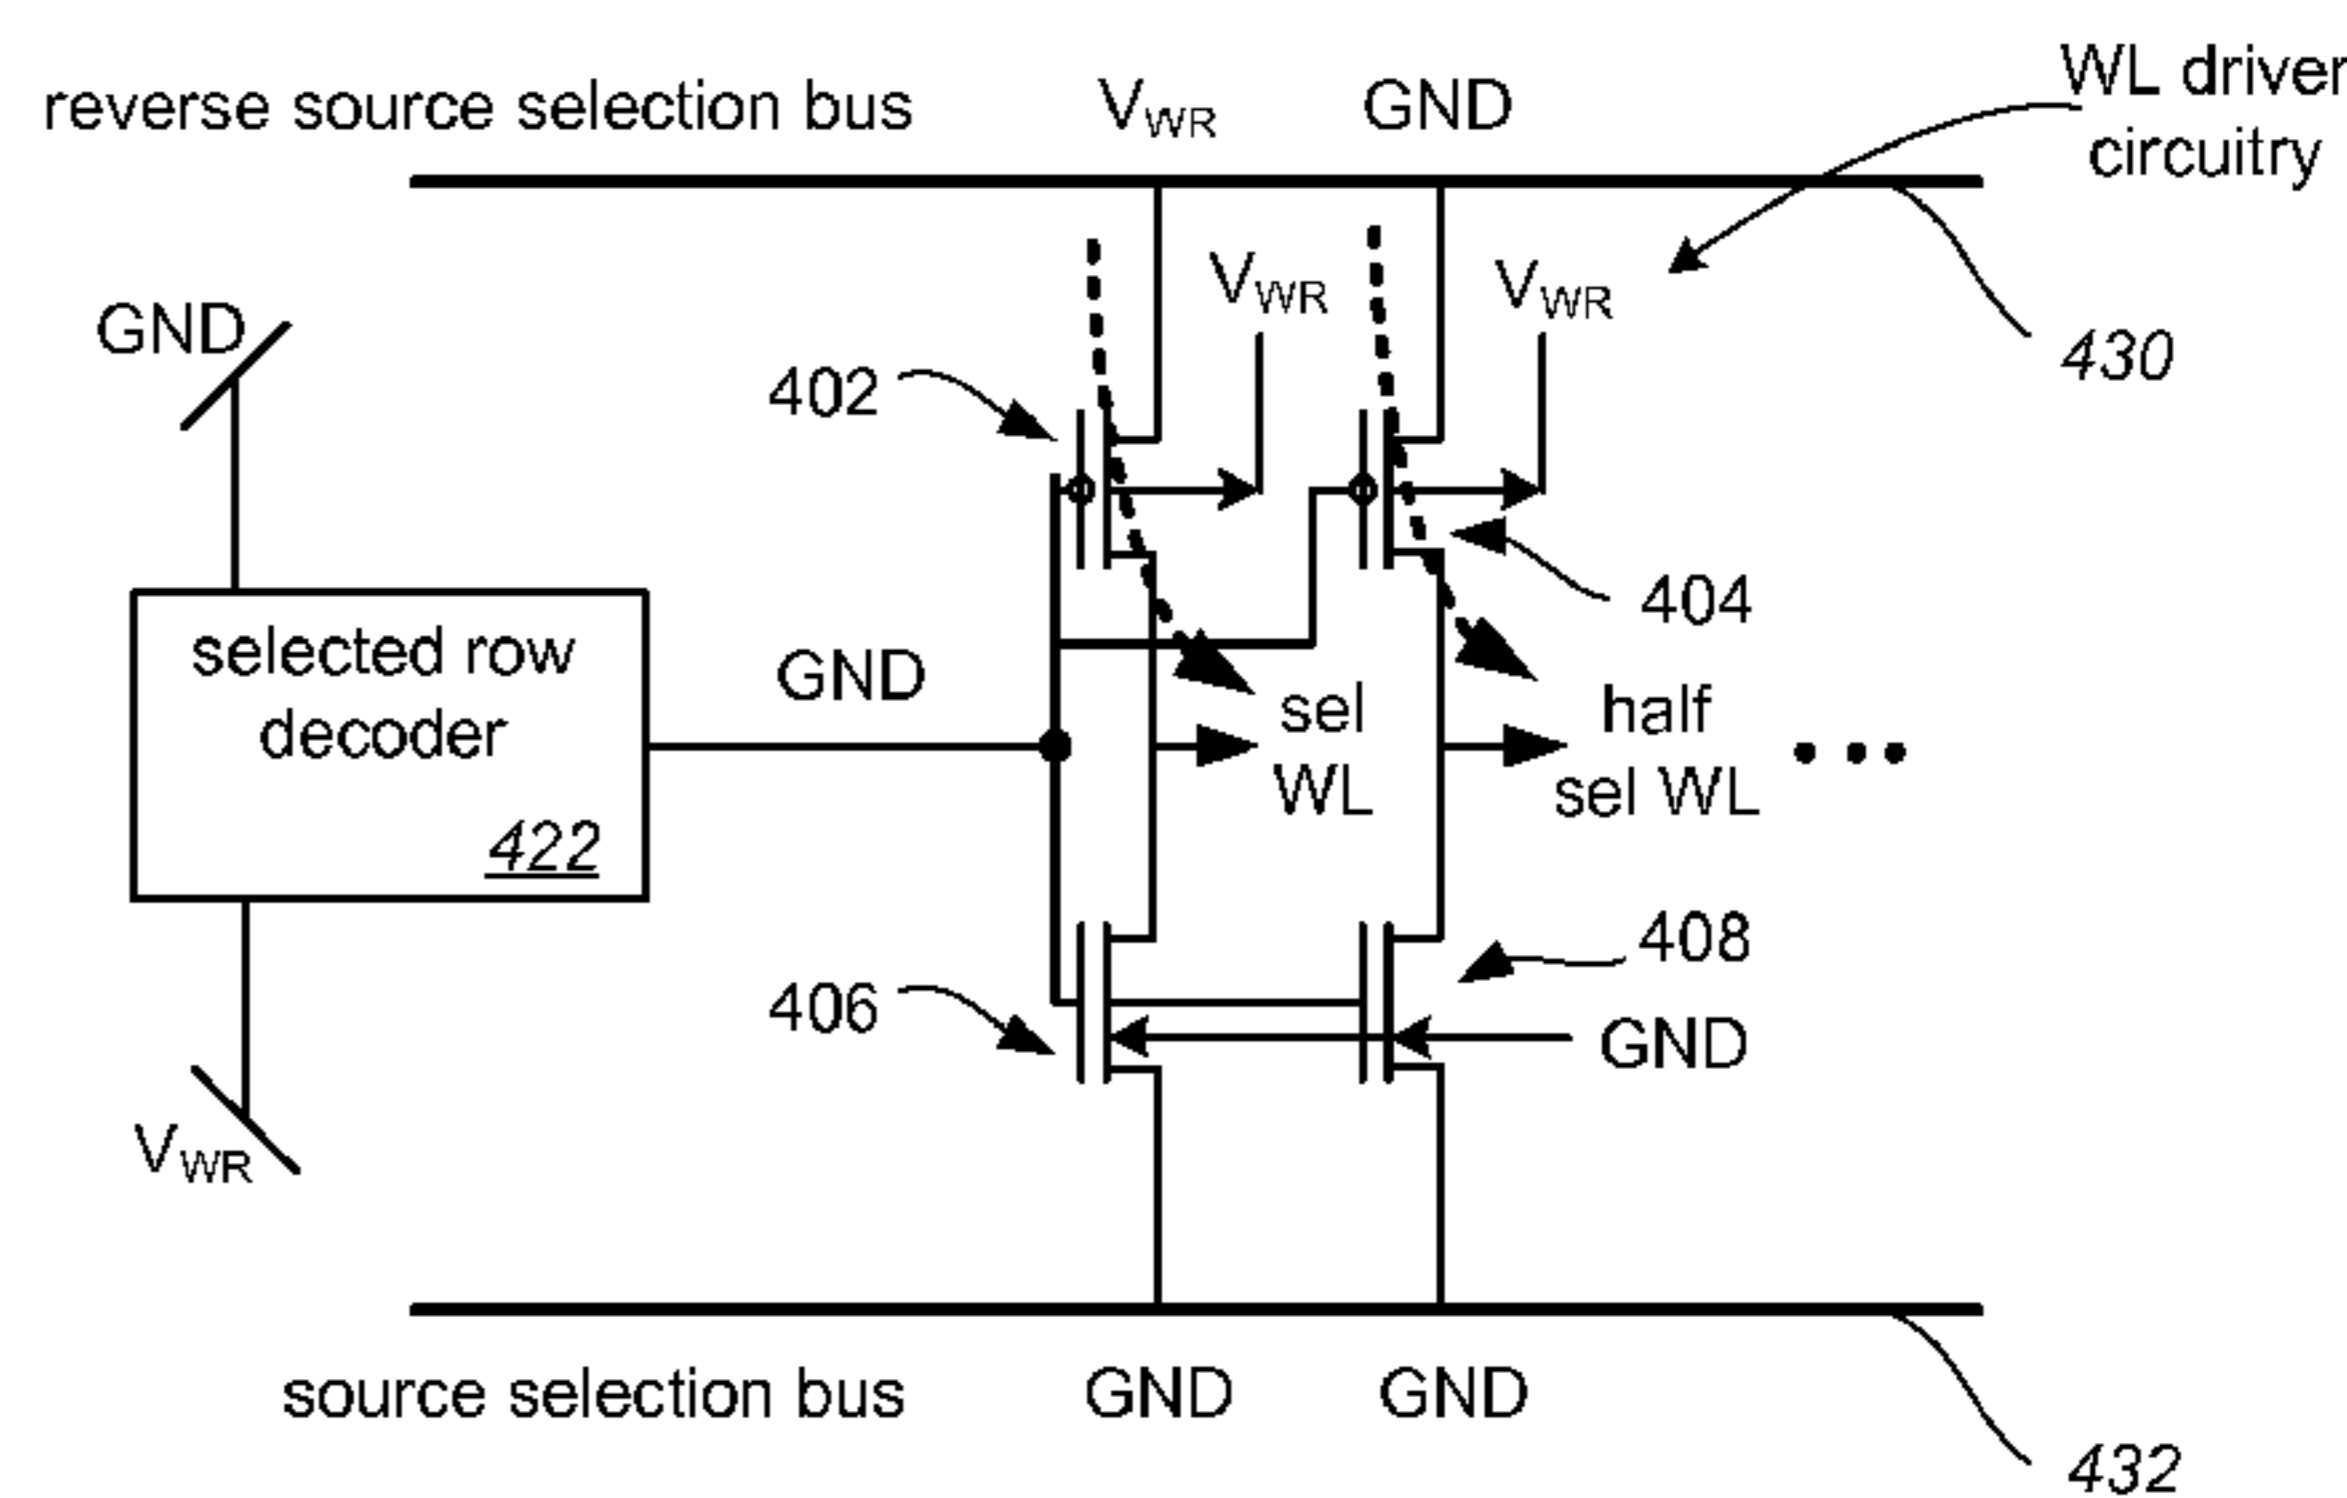 WL driver
circuitry
reverse source selection bus
VWR
GND
VWR
VWR
GND
402
430
404
selected row
decoder
422
GND
sel
WL
half
sel WL
406
408
GND
VWR
source selection bus
GND
GND
432